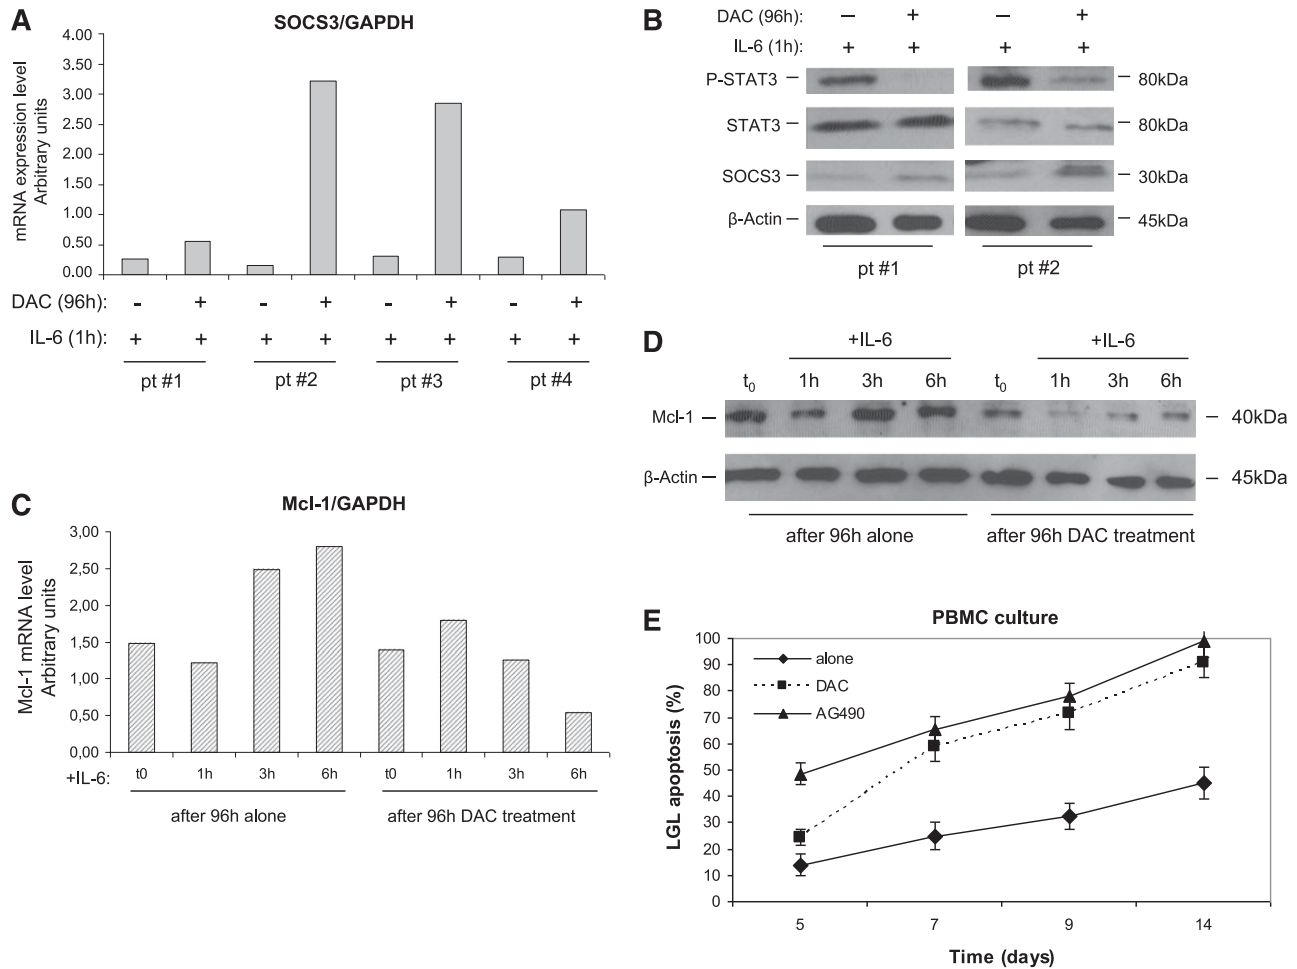 A
SOCS3/GAPDH
mRNA expression level
Arbitrary units
4.00
3.50
3.00
2.50
2.00
1.50
1.00
0.50
0.00
DAC (96h): - + - + - + - +
IL-6 (1h): + + + + + + + +
pt #1 pt #2 pt #3 pt #4
B
DAC (96h): – + – +
IL-6 (1h): + + + +
P-STAT3 – – 80kDa
STAT3 – – 80kDa
SOCS3 – – 30kDa
β-Actin – – 45kDa
pt #1 pt #2
C
Mcl-1/GAPDH
Mcl-1 mRNA level
Arbitrary units
3,00
2,50
2,00
1,50
1,00
0,50
0,00
+IL-6: t0 1h 3h 6h t0 1h 3h 6h
after 96h alone after 96h DAC treatment
D
+IL-6 +IL-6
t0 1h 3h 6h t0 1h 3h 6h
Mcl-1 – – 40kDa
β-Actin – – 45kDa
after 96h alone after 96h DAC treatment
E
PBMC culture
LGL apoptosis (%)
100
90
80
70
60
50
40
30
20
10
0
alone
DAC
AG490
5 7 9 14
Time (days)